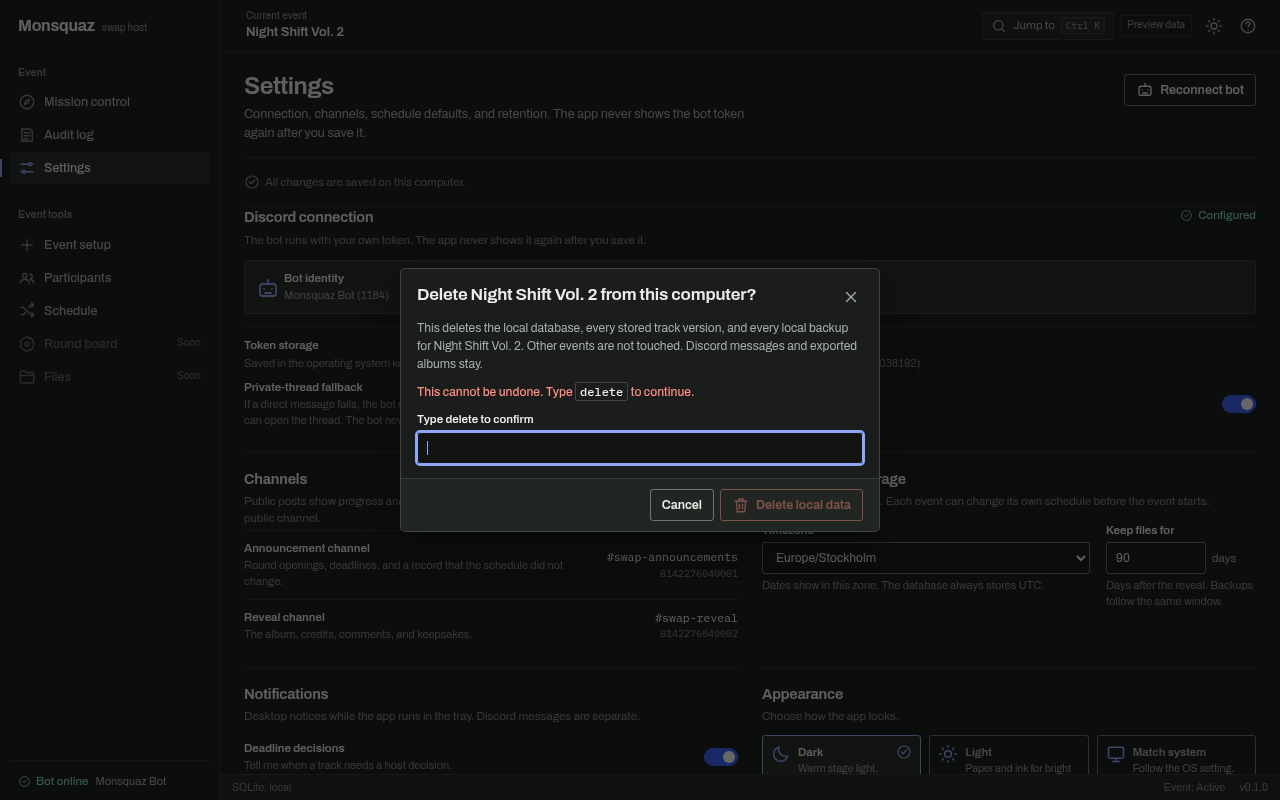 Monsquaz swap host
Current event
Night Shift Vol. 2
Jump to Ctrl K
Preview data
Event
Mission control
Audit log
Settings
Event tools
Event setup
Participants
Schedule
Round board Soon
Files Soon
Bot online Monsquaz Bot
Settings
Connection, channels, schedule defaults, and retention. The app never shows the bot token
again after you save it.
Reconnect bot
All changes are saved on this computer.
Discord connection
Configured
The bot runs with your own token. The app never shows it again after you save it.
Bot identity
Monsquaz Bot (1184)
Token storage
Saved in the operating system
038192)
Private-thread fallback
If a direct message fails, the bot
can open the thread. The bot
Delete Night Shift Vol. 2 from this computer?
This deletes the local database, every stored track version, and every local backup
for Night Shift Vol. 2. Other events are not touched. Discord messages and exported
albums stay.
This cannot be undone. Type delete to continue.
Type delete to confirm
Cancel
Delete local data
Channels
Public posts show progress
public channel.
Announcement channel
Round openings, deadlines, and a record that the schedule did not
change.
#swap-announcements
8142276040001
Reveal channel
The album, credits, comments, and keepsakes.
#swap-reveal
8142276040002
Each event can change its own schedule before the event starts.
Timezone
Europe/Stockholm
Dates show in this zone. The database always stores UTC.
Keep files for
90 days
Days after the reveal. Backups
follow the same window.
Notifications
Desktop notices while the app runs in the tray. Discord messages are separate.
Deadline decisions
Tell me when a track needs a host decision.
Appearance
Choose how the app looks.
Dark
Warm stage light.
Light
Paper and ink for bright
Match system
Follow the OS setting.
SQLite, local
Event: Active v0.1.0